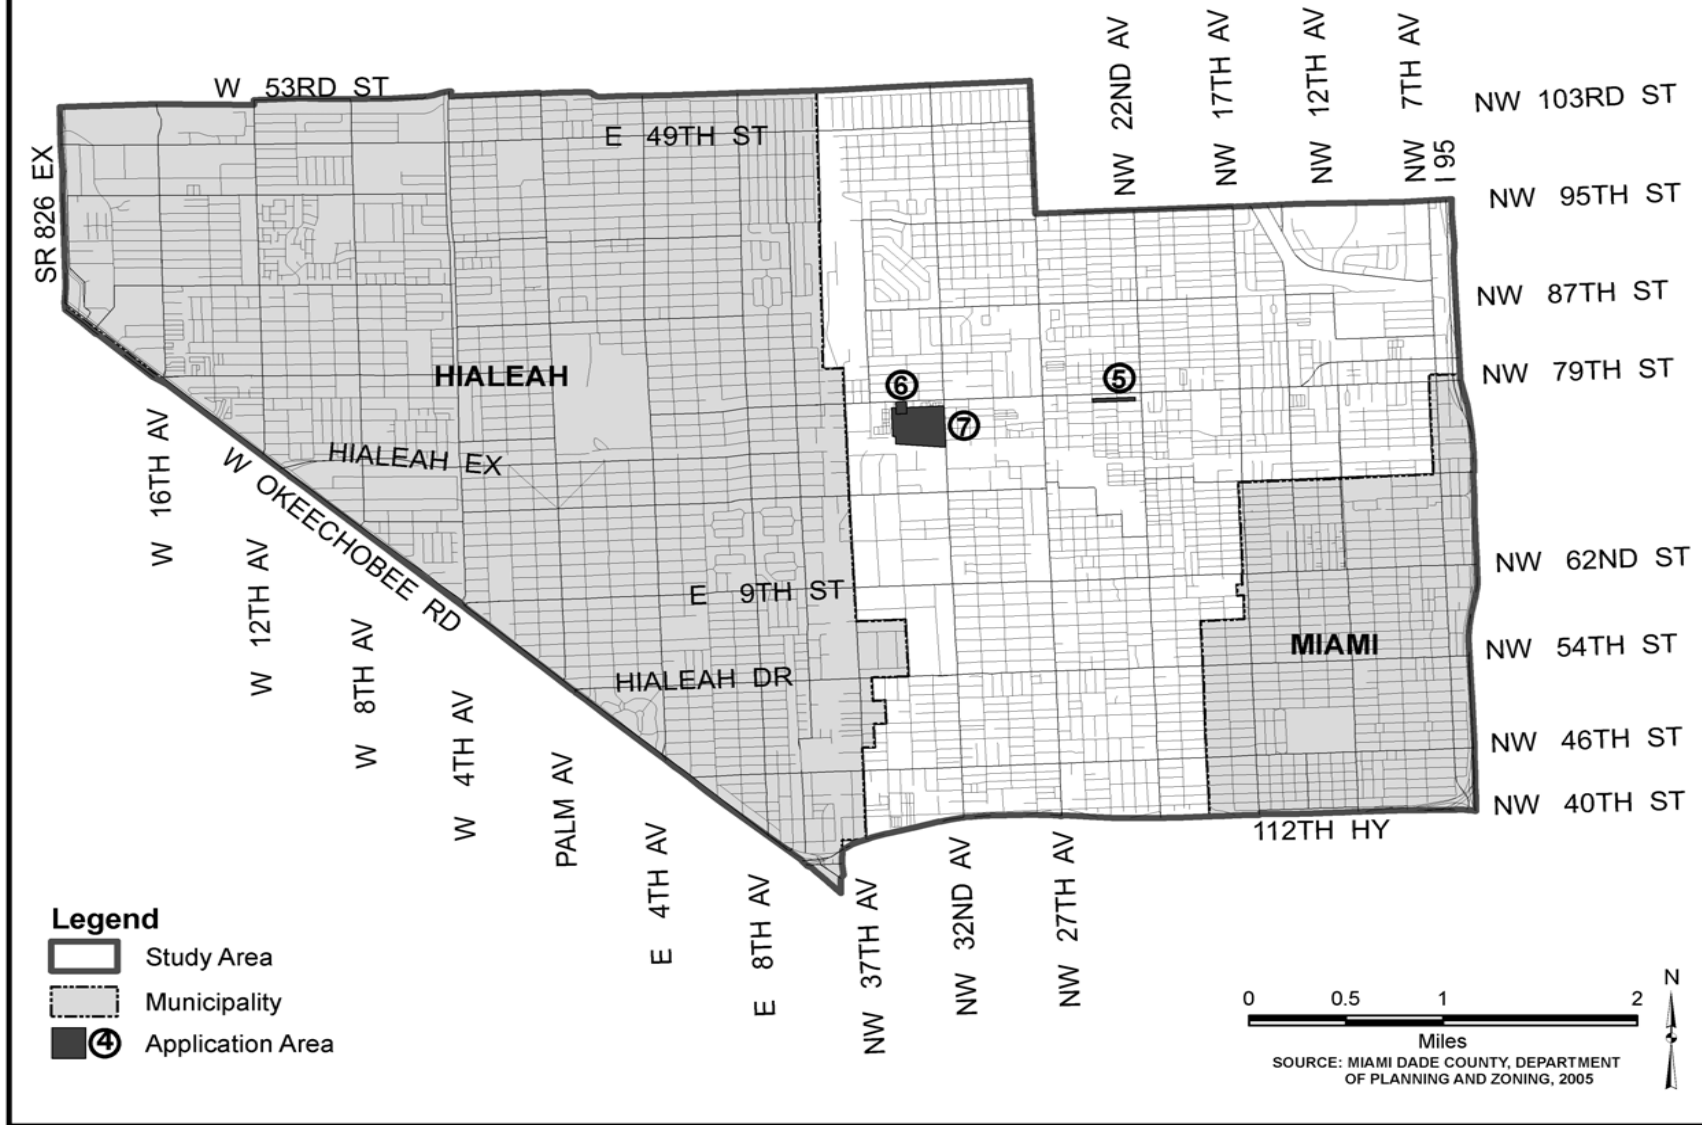 W 53RD ST
E 49TH ST
NW 22ND AV
NW 17TH AV
NW 12TH AV
NW 7TH AV
I 95
NW 103RD ST
NW 95TH ST
NW 87TH ST
NW 79TH ST
SR 826 EX
HIALEAH
6
5
7
HIALEAH EX
W OKEECHOBEE RD
W 16TH AV
W 12TH AV
W 8TH AV
W 4TH AV
PALM AV
E 4TH AV
E 8TH AV
E 9TH ST
HIALEAH DR
MIAMI
NW 62ND ST
NW 54TH ST
NW 46TH ST
NW 40TH ST
112TH HY
NW 37TH AV
NW 32ND AV
NW 27TH AV
Legend
Study Area
Municipality
4 Application Area
N
0 0.5 1 2
Miles
SOURCE: MIAMI DADE COUNTY, DEPARTMENT
OF PLANNING AND ZONING, 2005